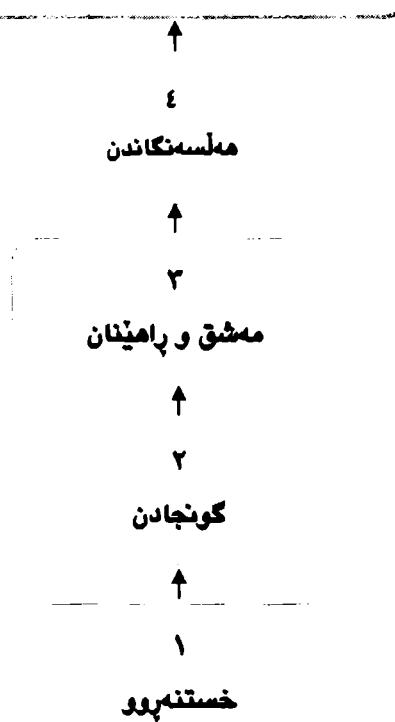 ٤
هەڵسەنگاندن
٣
مەشق و ڕاهێنان
٢
گونجادن
١
خستنەڕوو